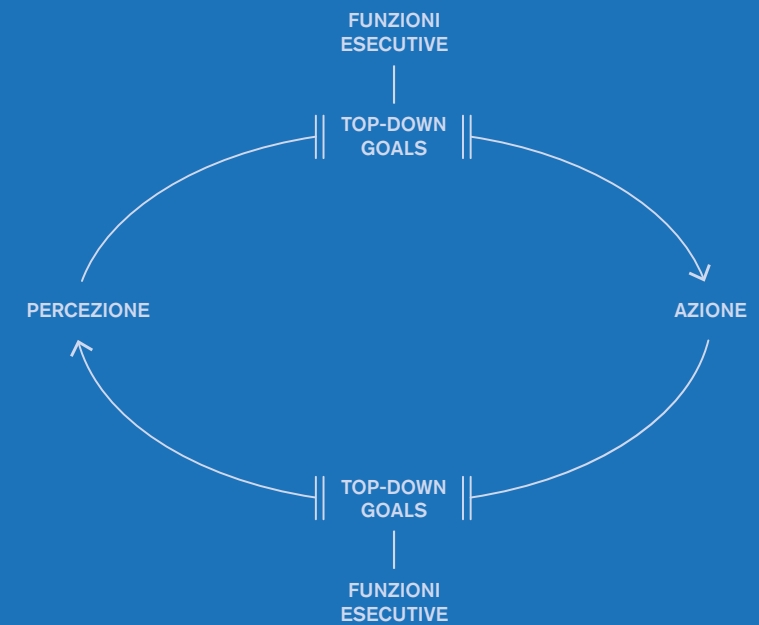 FUNZIONI
ESECUTIVE
TOP-DOWN
GOALS
PERCEZIONE
AZIONE
TOP-DOWN
GOALS
FUNZIONI
ESECUTIVE